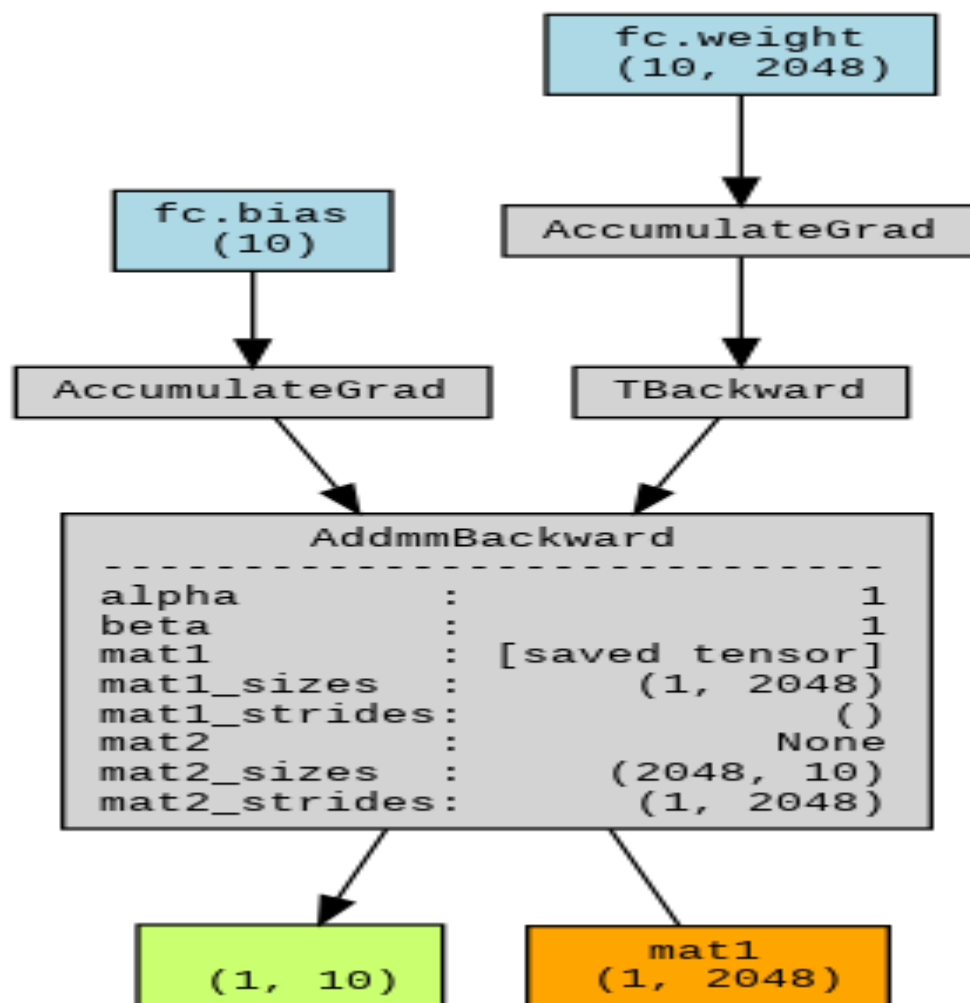 fc.weight
(10, 2048)
fc.bias
(10)
AccumulateGrad
AccumulateGrad
TBackward
AddmmBackward
------------------------------
alpha : 1
beta : 1
mat1 : [saved tensor]
mat1_sizes : (1, 2048)
mat1_strides: ()
mat2 : None
mat2_sizes : (2048, 10)
mat2_strides: (1, 2048)
(1, 10)
mat1
(1, 2048)